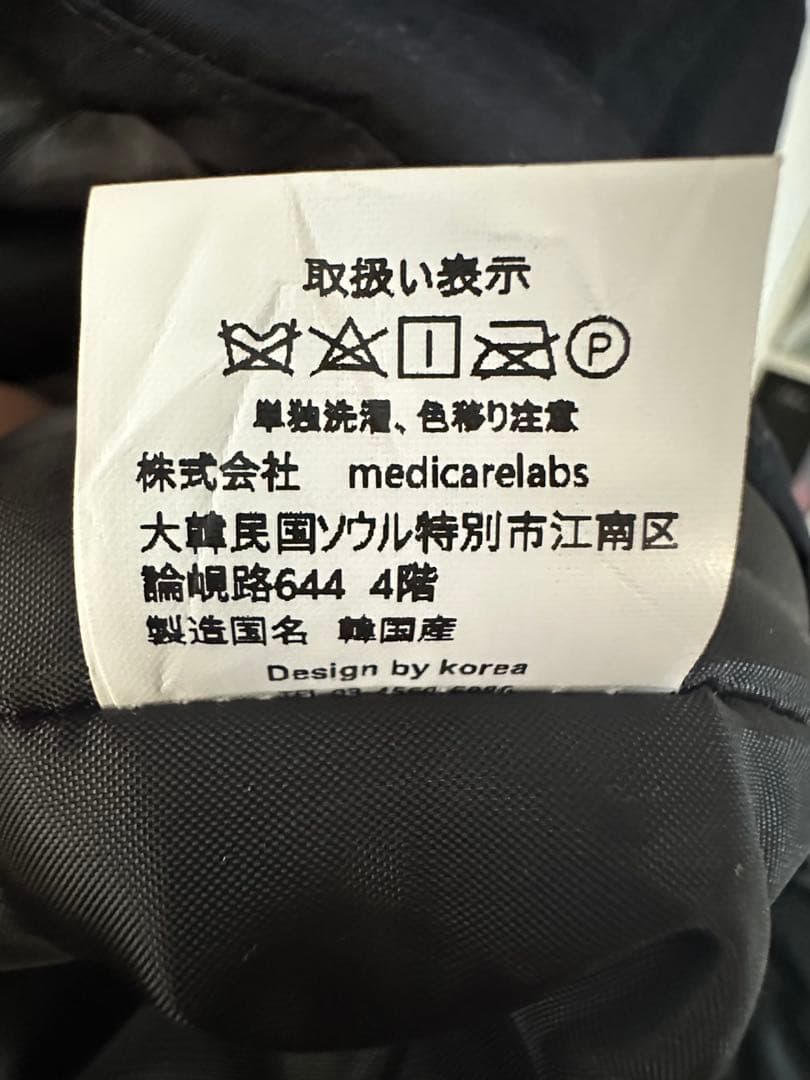 取扱い表示
P
単独洗濯、色移り注意
株式会社 medicarelabs
大韓民国ソウル特別市江南区
論峴路644 4階
製造国名 韓国産
Design by korea